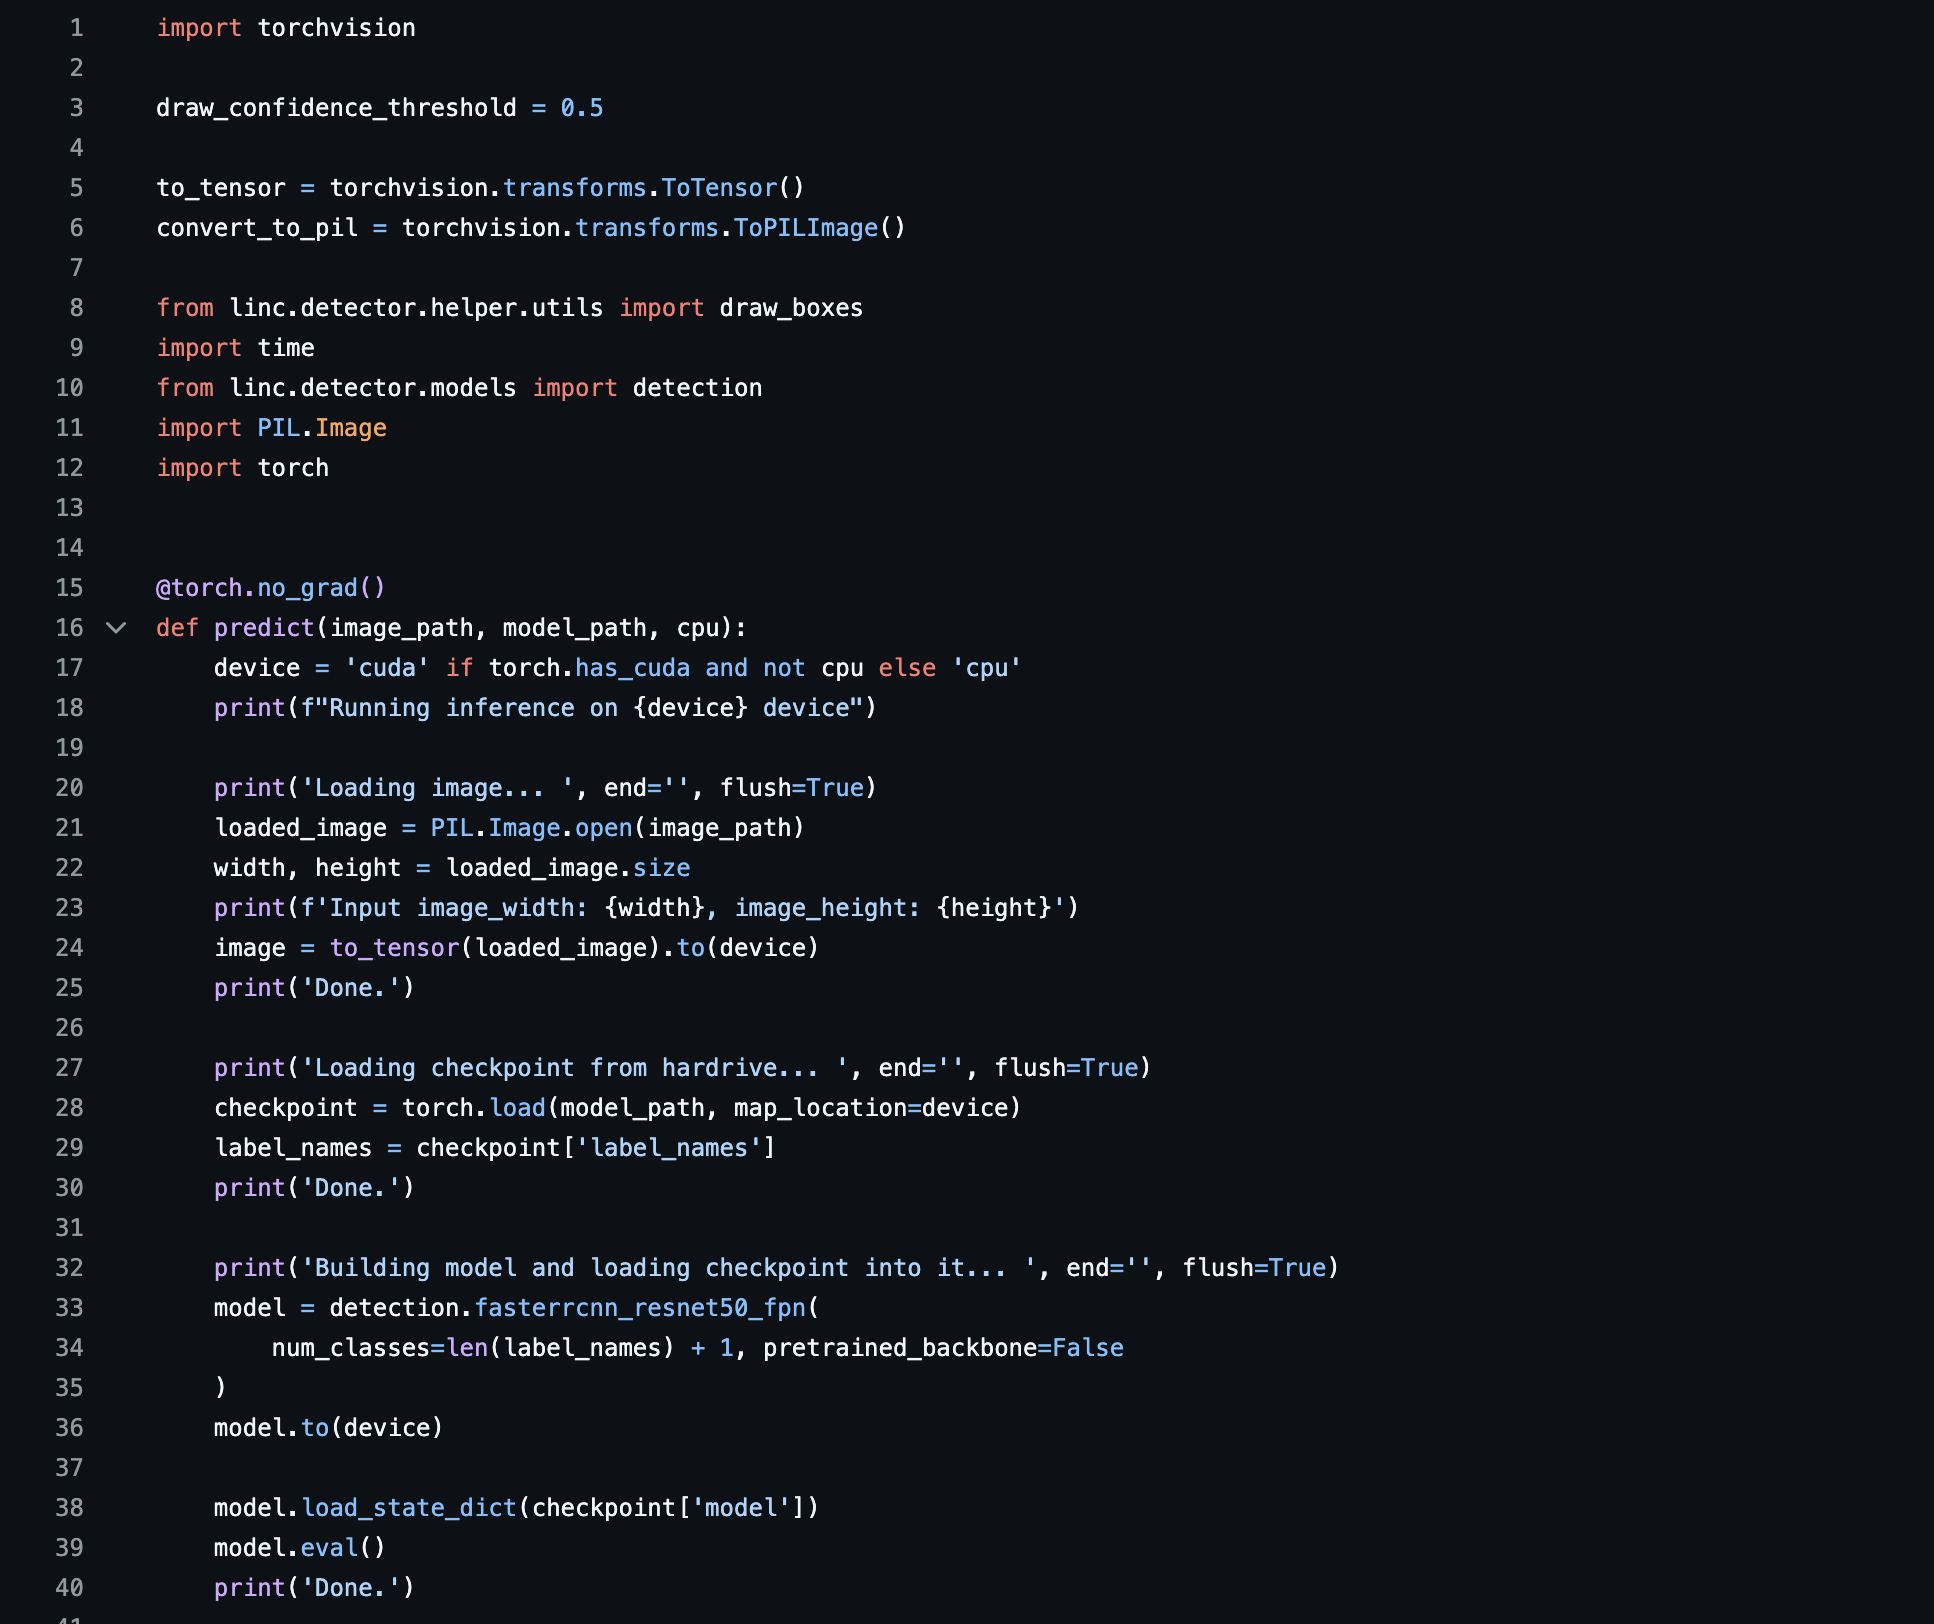 1 import torchvision
2
3 draw_confidence_threshold = 0.5
4
5 to_tensor = torchvision.transforms.ToTensor()
6 convert_to_pil = torchvision.transforms.ToPILImage()
7
8 from linc.detector.helper.utils import draw_boxes
9 import time
10 from linc.detector.models import detection
11 import PIL.Image
12 import torch
13
14
15 @torch.no_grad()
16 def predict(image_path, model_path, cpu):
17     device = 'cuda' if torch.has_cuda and not cpu else 'cpu'
18     print(f"Running inference on {device} device")
19
20     print('Loading image... ', end='', flush=True)
21     loaded_image = PIL.Image.open(image_path)
22     width, height = loaded_image.size
23     print(f'Input image_width: {width}, image_height: {height}')
24     image = to_tensor(loaded_image).to(device)
25     print('Done.')
26
27     print('Loading checkpoint from hardrive... ', end='', flush=True)
28     checkpoint = torch.load(model_path, map_location=device)
29     label_names = checkpoint['label_names']
30     print('Done.')
31
32     print('Building model and loading checkpoint into it... ', end='', flush=True)
33     model = detection.fasterrcnn_resnet50_fpn(
34         num_classes=len(label_names) + 1, pretrained_backbone=False
35     )
36     model.to(device)
37
38     model.load_state_dict(checkpoint['model'])
39     model.eval()
40     print('Done.')
41